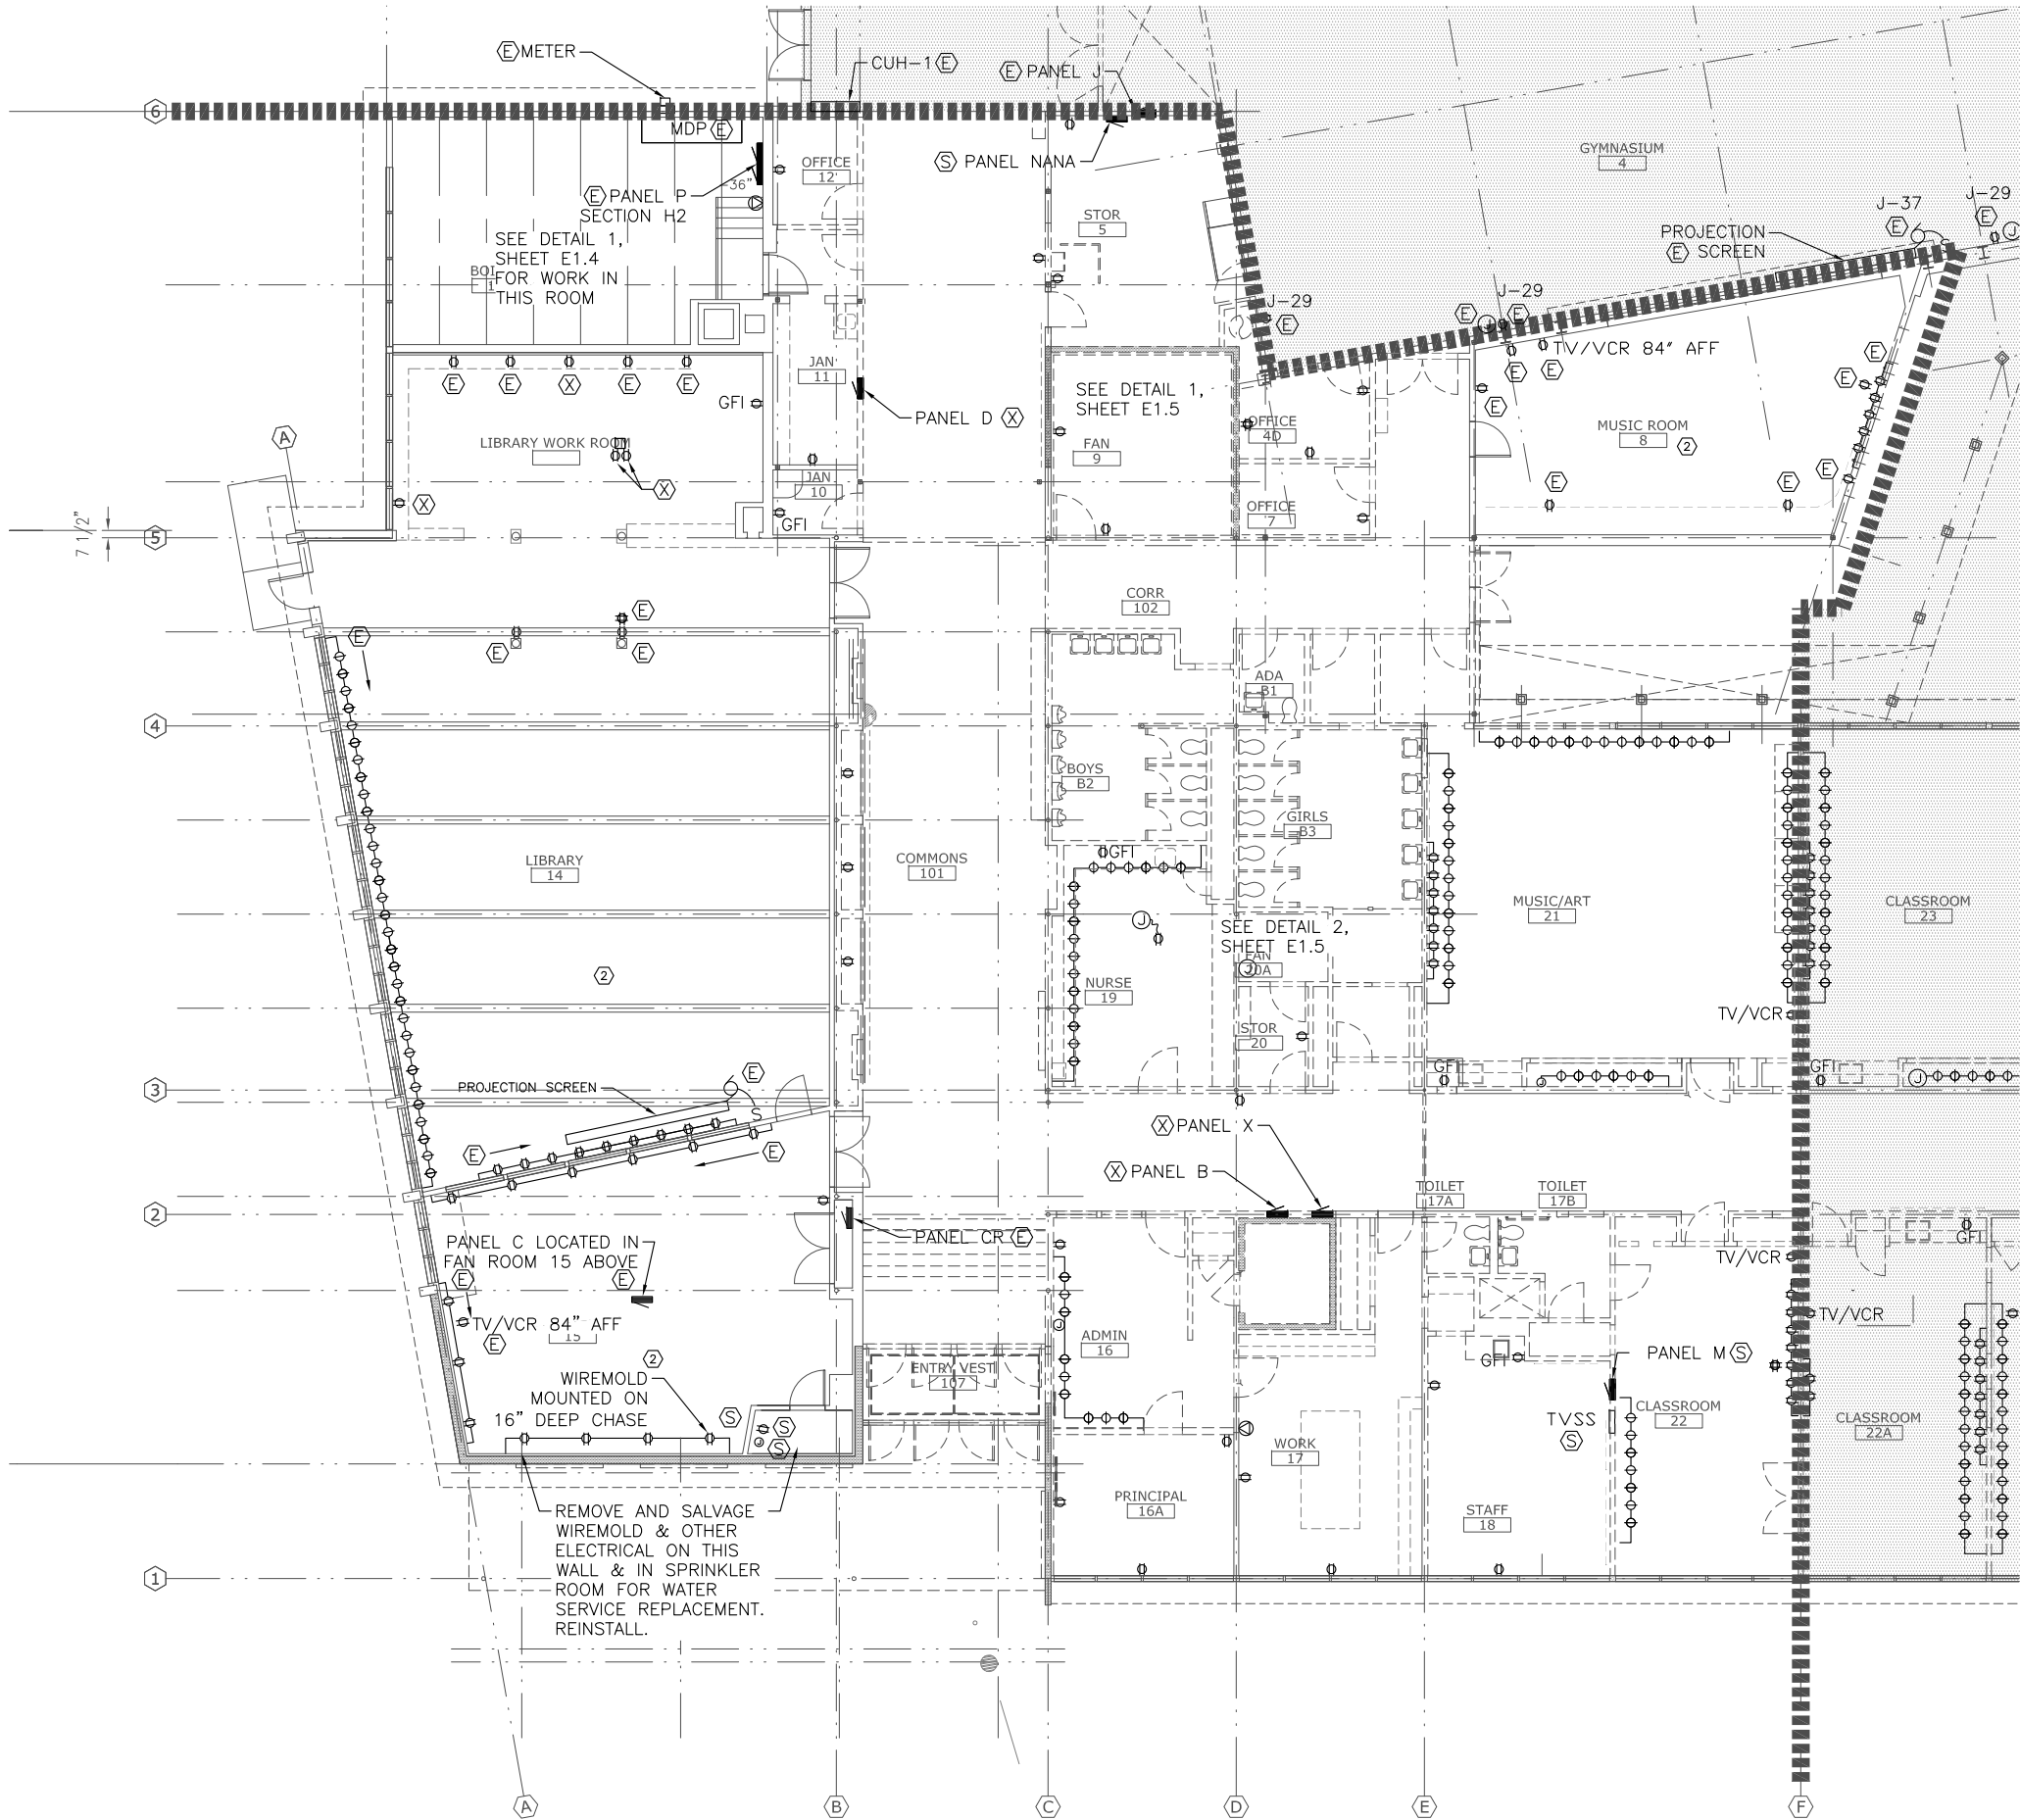 Ⓔ METER
CUH-1 Ⓔ
Ⓔ PANEL J
6
MDP Ⓔ
Ⓢ PANEL NANA
OFFICE
12
GYMNASIUM
4
36"
Ⓔ PANEL P
SECTION H2
STOR
5
J-37
Ⓔ
J-29
Ⓔ
J
PROJECTION
Ⓔ SCREEN
SEE DETAIL 1,
SHEET E1.4
FOR WORK IN
THIS ROOM
BOI
1
J-29
Ⓔ
J-29
Ⓔ
J
Ⓔ
TV/VCR 84" AFF
Ⓔ
Ⓔ
Ⓔ
Ⓔ
Ⓔ
Ⓔ
Ⓔ
Ⓧ
Ⓔ
Ⓔ
JAN
11
GFI
PANEL D Ⓧ
SEE DETAIL 1,
SHEET E1.5
OFFICE
4D
FAN
9
MUSIC ROOM
8
2
A
LIBRARY WORK ROOM
Ⓧ
Ⓧ
JAN
10
GFI
OFFICE
7
Ⓔ
Ⓔ
Ⓔ
7 1/2"
5
CORR
102
Ⓔ
Ⓔ
Ⓔ
Ⓔ
ADA
B1
4
BOYS
B2
GIRLS
B3
GFI
LIBRARY
14
COMMONS
101
MUSIC/ART
21
CLASSROOM
23
J
SEE DETAIL 2,
SHEET E1.5
FAN
20A
J
2
NURSE
19
TV/VCR
STOR
20
3
PROJECTION SCREEN
Ⓔ
S
GFI
J
GFI
J
Ⓔ
Ⓔ
Ⓧ PANEL X
Ⓧ PANEL B
TOILET
17A
TOILET
17B
2
PANEL CR Ⓔ
PANEL C LOCATED IN
FAN ROOM 15 ABOVE
Ⓔ
Ⓔ
GFI
TV/VCR
TV/VCR 84" AFF
Ⓔ
15
J
ADMIN
16
TV/VCR
PANEL M Ⓢ
GFI
2
WIREMOLD
MOUNTED ON
16" DEEP CHASE
ENTRY VEST
107
Ⓢ
Ⓢ
J
Ⓢ
TVSS
Ⓢ
CLASSROOM
22
CLASSROOM
22A
WORK
17
PRINCIPAL
16A
STAFF
18
REMOVE AND SALVAGE
WIREMOLD & OTHER
ELECTRICAL ON THIS
WALL & IN SPRINKLER
ROOM FOR WATER
SERVICE REPLACEMENT.
REINSTALL.
1
A
B
C
D
E
F